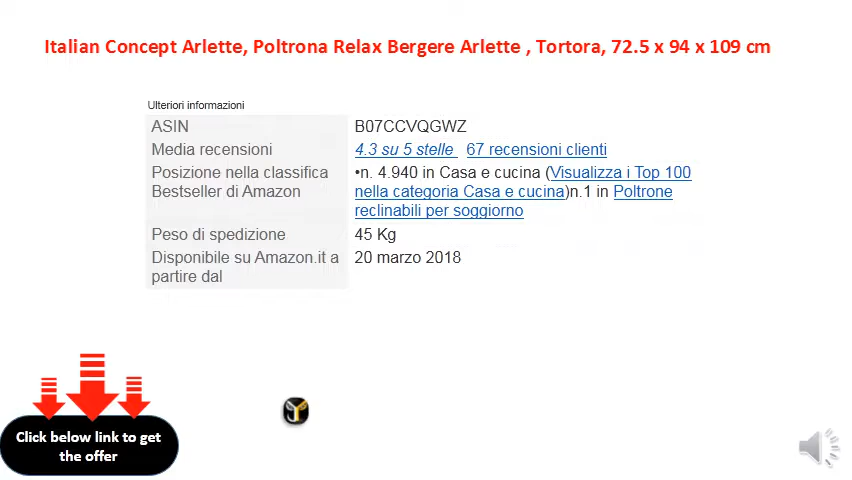 Italian Concept Arlette, Poltrona Relax Bergere Arlette , Tortora, 72.5 x 94 x 109 cm
Ulteriori informazioni
ASIN B07CCVQGWZ
Media recensioni 4.3 su 5 stelle 67 recensioni clienti
Posizione nella classifica •n. 4.940 in Casa e cucina (Visualizza i Top 100
Bestseller di Amazon nella categoria Casa e cucina)n.1 in Poltrone
reclinabili per soggiorno
Peso di spedizione 45 Kg
Disponibile su Amazon.it a 20 marzo 2018
partire dal
Click below link to get
the offer